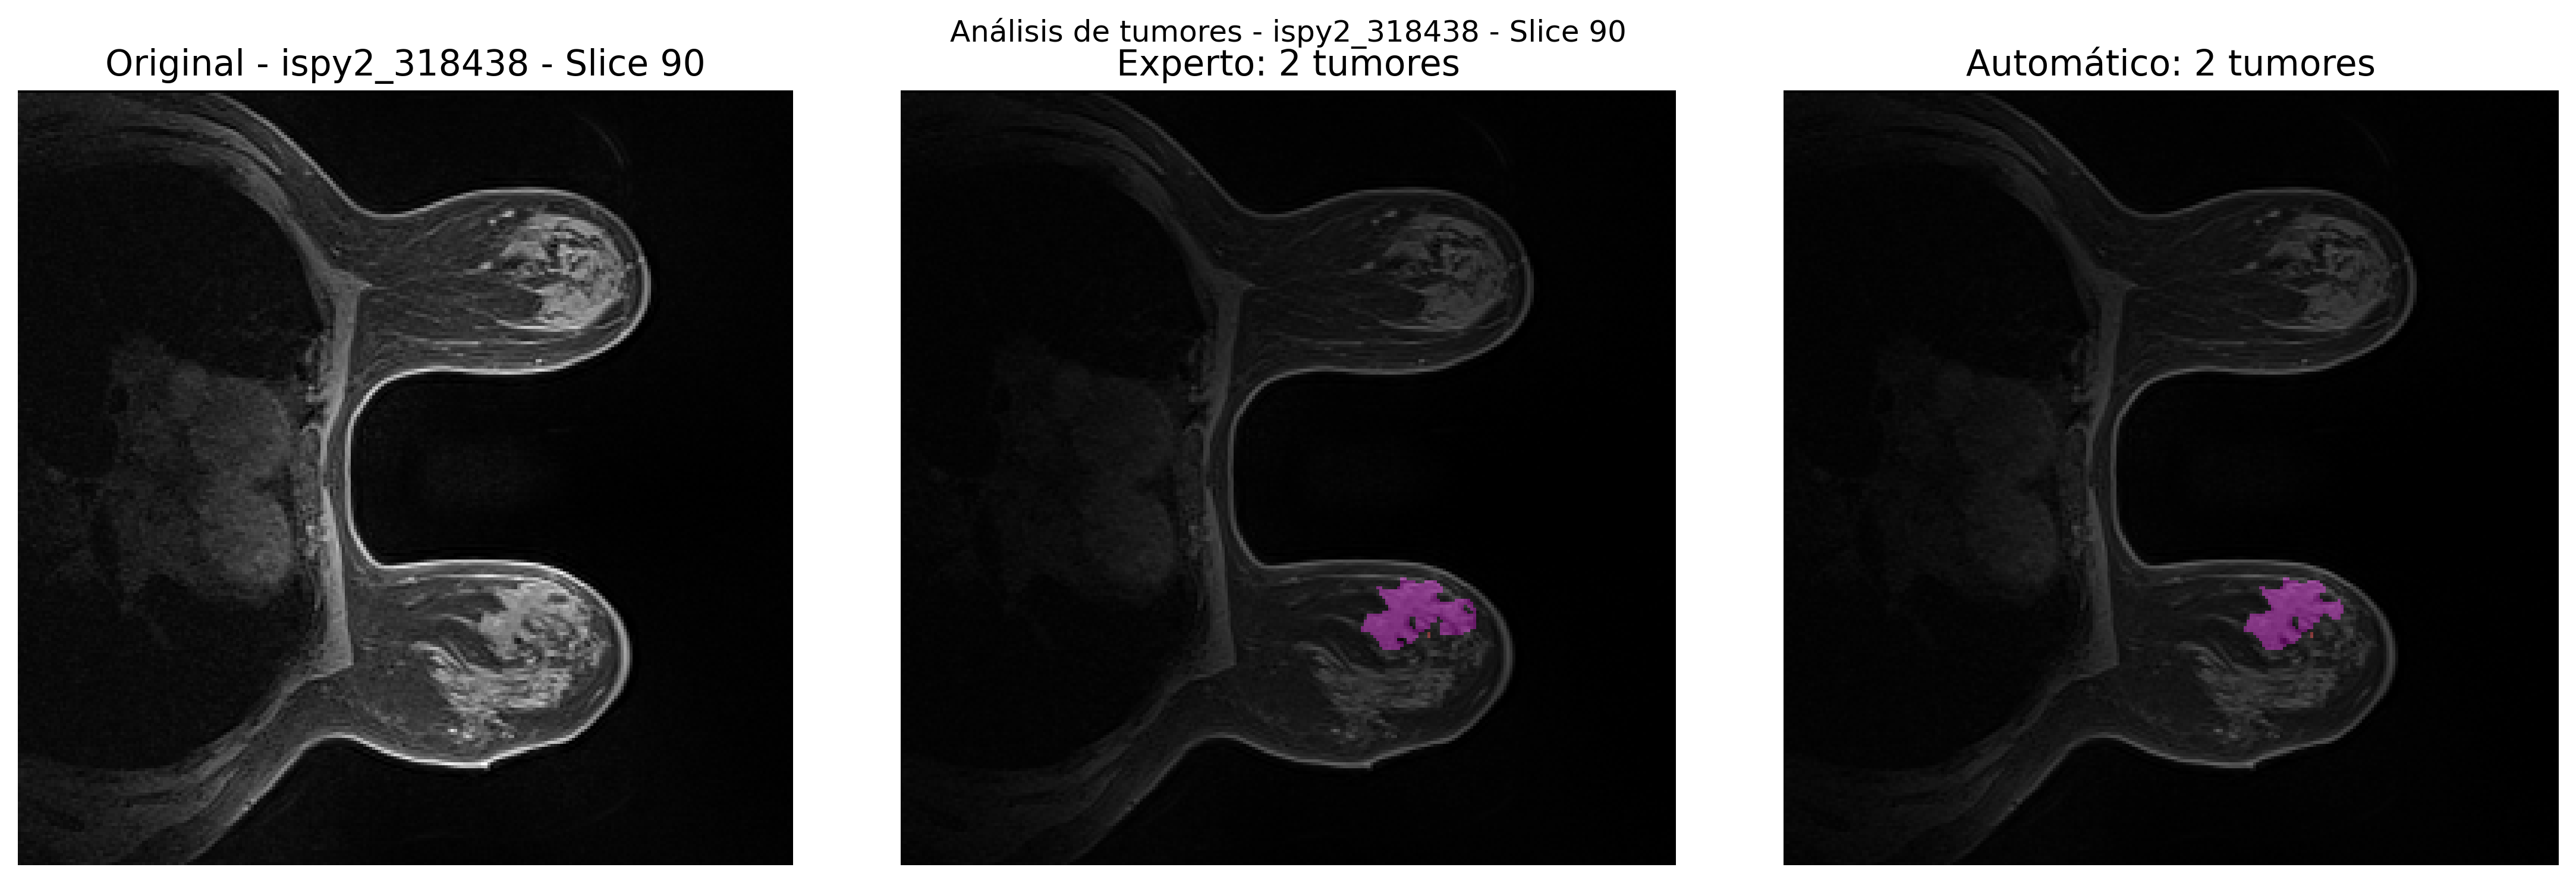 Análisis de tumores - ispy2_318438 - Slice 90
Original - ispy2_318438 - Slice 90
Experto: 2 tumores
Automático: 2 tumores